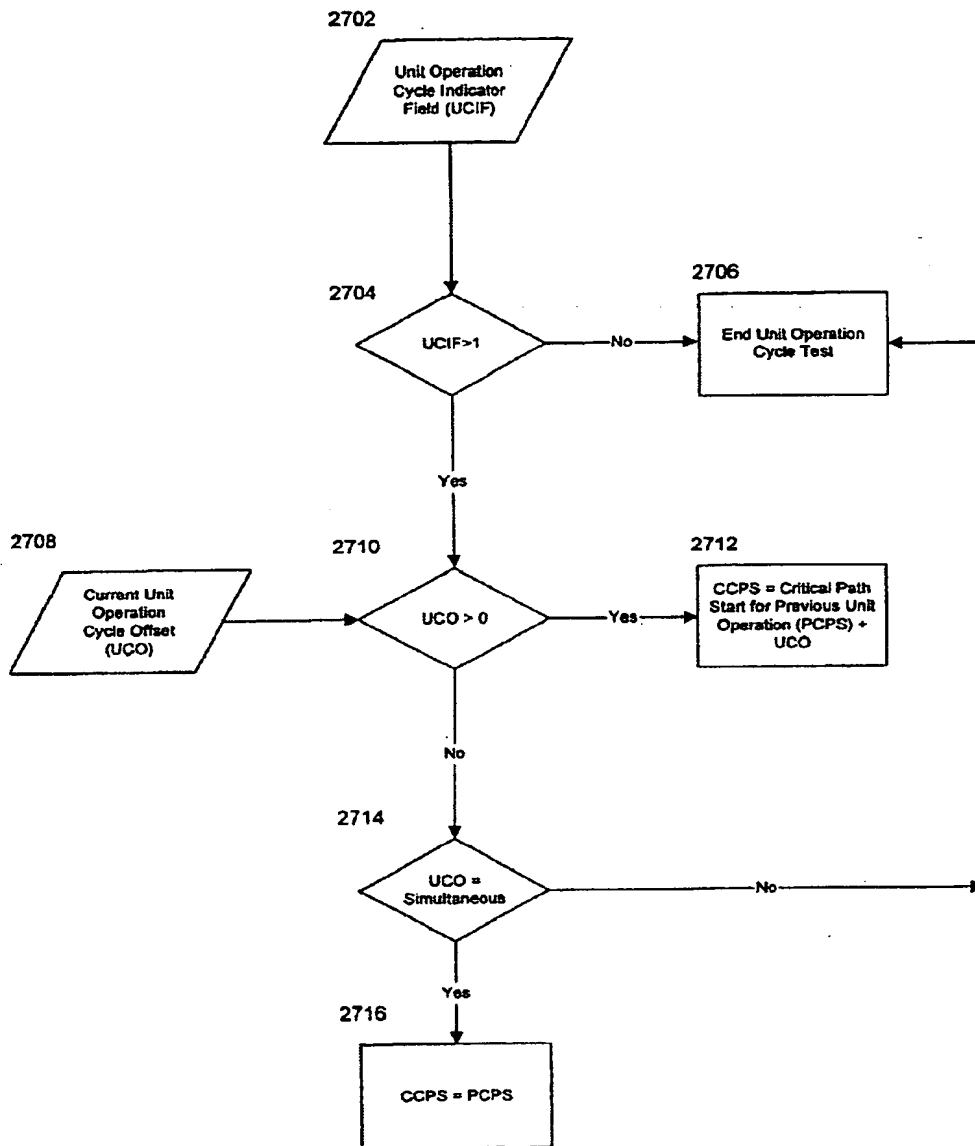 2702
Unit Operation
Cycle Indicator
Field (UCIF)
2704
UCIF>1
No
2706
End Unit Operation
Cycle Test
Yes
2708
Current Unit
Operation
Cycle Offset
(UCO)
2710
UCO > 0
Yes
2712
CCPS = Critical Path
Start for Previous Unit
Operation (PCPS) +
UCO
No
2714
UCO =
Simultaneous
No
Yes
2716
CCPS = PCPS